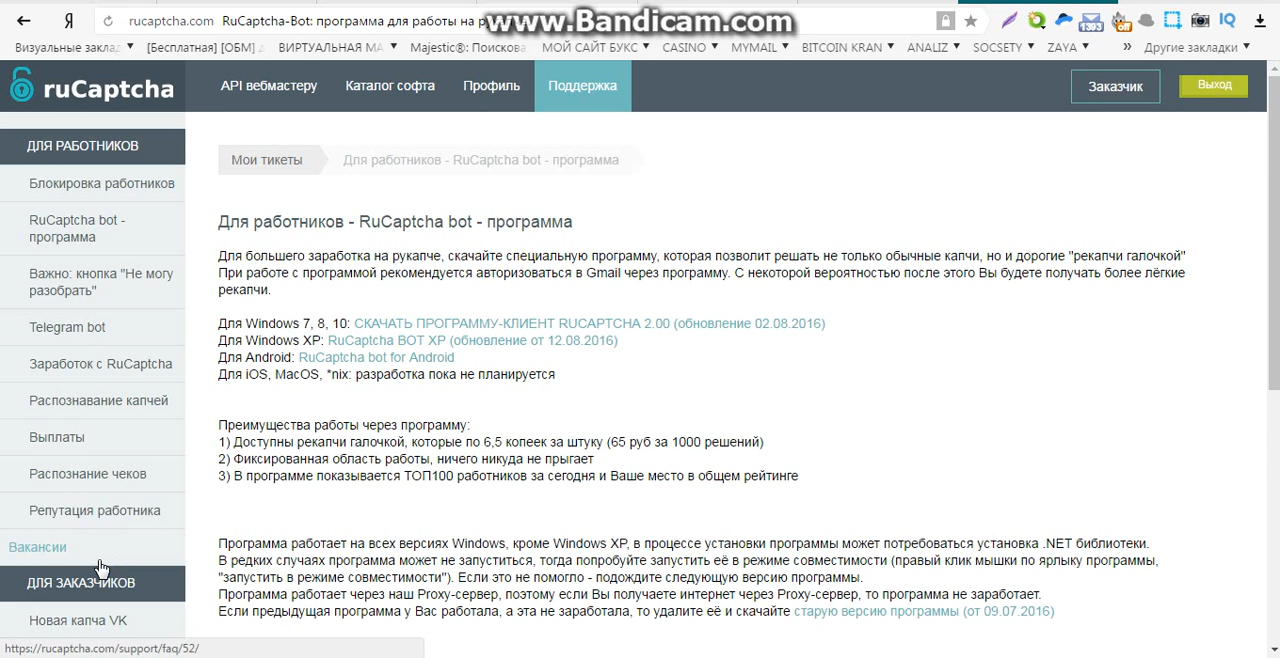 rucaptcha.com RuCaptcha-Bot: программа для работы на
www.Bandicam.com
Визуальные заклад
[Бесплатная] [ОБМ]
ВИРТУАЛЬНАЯ МА
Majestic®: Поискова
МОЙ САЙТ БУКС
CASINO
MYMAIL
BITCOIN KRAN
ANALIZ
SOCSETY
ZAYA
»
Другие закладки
ruCaptcha
API вебмастеру
Каталог софта
Профиль
Поддержка
Заказчик
Выход
ДЛЯ РАБОТНИКОВ
Блокировка работников
RuCaptcha bot -
программа
Важно: кнопка "Не могу
разобрать"
Telegram bot
Заработок с RuCaptcha
Распознавание капчей
Выплаты
Распознание чеков
Репутация работника
Вакансии
ДЛЯ ЗАКАЗЧИКОВ
Новая капча VK
Мои тикеты
Для работников - RuCaptcha bot - программа
Для работников - RuCaptcha bot - программа
Для большего заработка на рукапче, скачайте специальную программу, которая позволит решать не только обычные капчи, но и дорогие "рекапчи галочкой"
При работе с программой рекомендуется авторизоваться в Gmail через программу. С некоторой вероятностью после этого Вы будете получать более лёгкие
рекапчи.
Для Windows 7, 8, 10: СКАЧАТЬ ПРОГРАММУ-КЛИЕНТ RUCAPTCHA 2.00 (обновление 02.08.2016)
Для Windows XP: RuCaptcha BOT XP (обновление от 12.08.2016)
Для Android: RuCaptcha bot for Android
Для iOS, MacOS, *nix: разработка пока не планируется
Преимущества работы через программу:
1) Доступны рекапчи галочкой, которые по 6,5 копеек за штуку (65 руб за 1000 решений)
2) Фиксированная область работы, ничего никуда не прыгает
3) В программе показывается ТОП100 работников за сегодня и Ваше место в общем рейтинге
Программа работает на всех версиях Windows, кроме Windows XP, в процессе установки программы может потребоваться установка .NET библиотеки.
В редких случаях программа может не запуститься, тогда попробуйте запустить её в режиме совместимости (правый клик мышки по ярлыку программы,
"запустить в режиме совместимости"). Если это не помогло - подождите следующую версию программы.
Программа работает через наш Proxy-сервер, поэтому если Вы получаете интернет через Proxy-сервер, то программа не заработает.
Если предыдущая программа у Вас работала, а эта не заработала, то удалите её и скачайте старую версию программы (от 09.07.2016)
https://rucaptcha.com/support/faq/52/